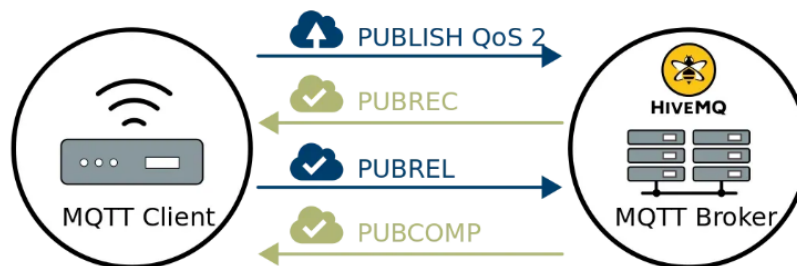 PUBLISH QoS 2
PUBREC
PUBREL
PUBCOMP
MQTT Client
HIVEMQ
MQTT Broker